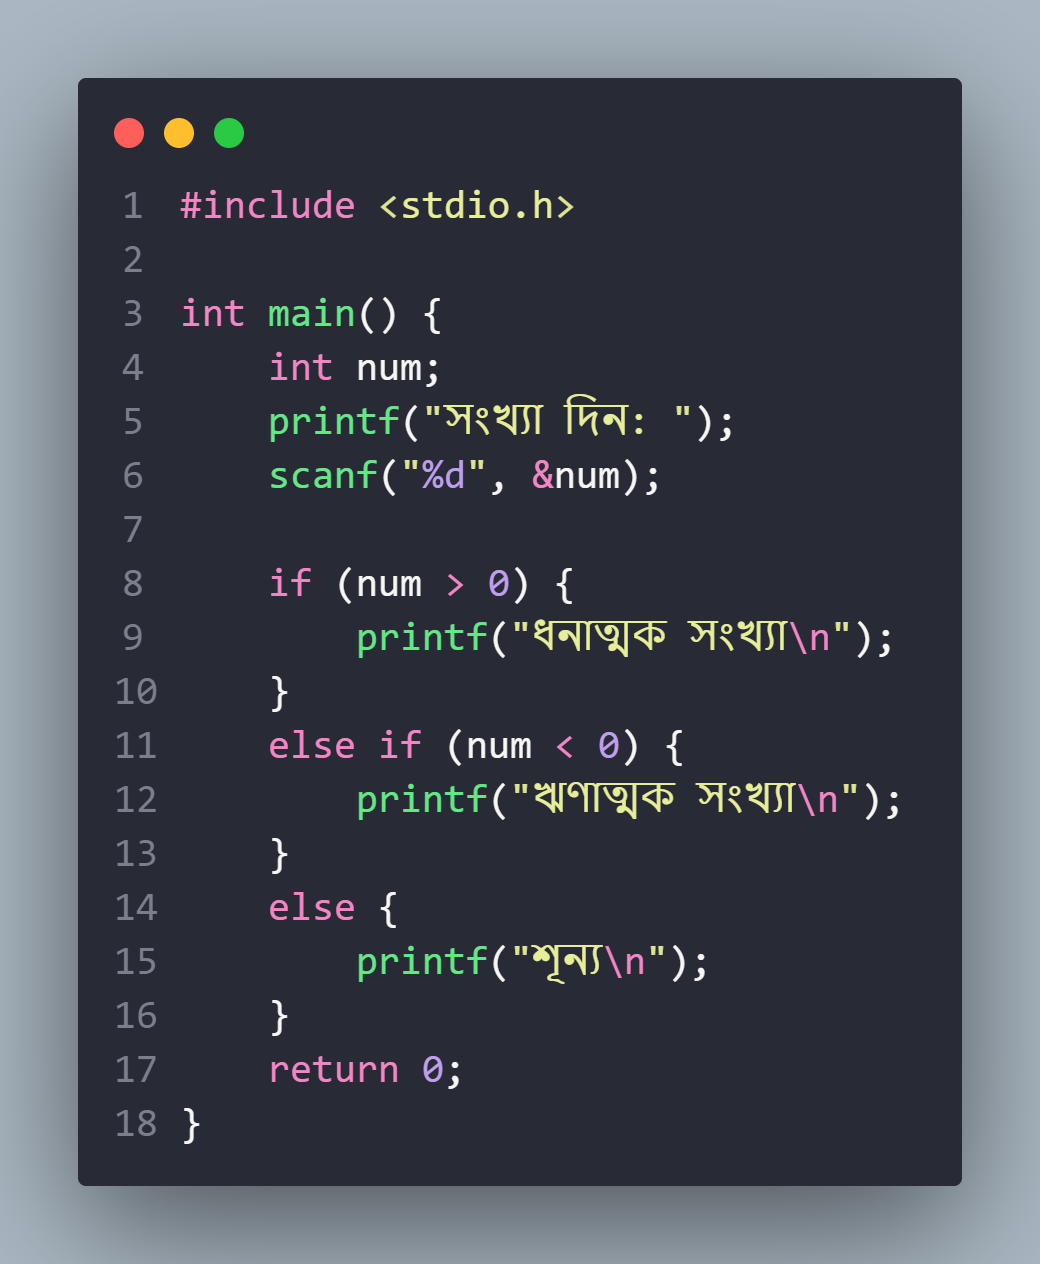 1 #include <stdio.h>
2
3 int main() {
4     int num;
5     printf("সংখ্যা দিন: ");
6     scanf("%d", &num);
7
8     if (num > 0) {
9         printf("ধনাত্মক সংখ্যা\n");
10     }
11     else if (num < 0) {
12         printf("ঋণাত্মক সংখ্যা\n");
13     }
14     else {
15         printf("শূন্য\n");
16     }
17     return 0;
18 }